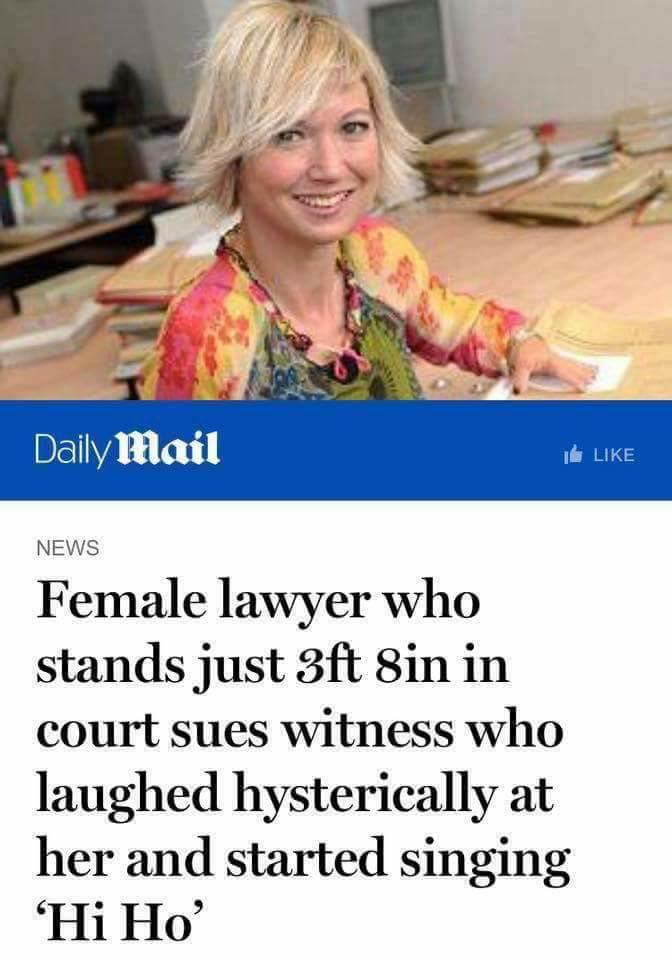 Daily Mail
LIKE
NEWS
Female lawyer who
stands just 3ft 8in in
court sues witness who
laughed hysterically at
her and started singing
‘Hi Ho’